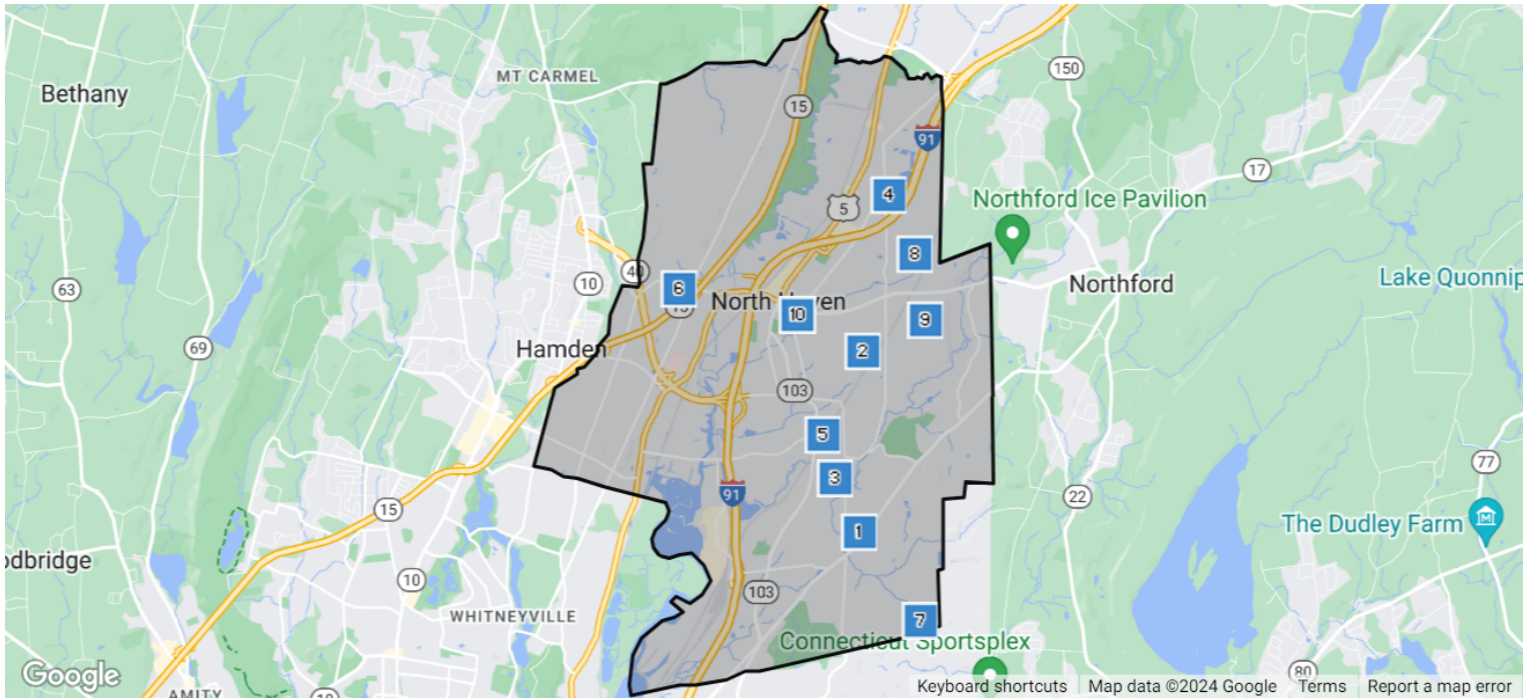 MT CARMEL
150
Bethany
15
91
17
4
Northford Ice Pavilion
5
8
40
10
6
Northford
Lake Quonnip
63
15
North Haven
10
9
69
Hamden
2
103
5
3
77
91
22
15
The Dudley Farm
1
odbridge
10
103
WHITNEYVILLE
7
Connecticut Sportsplex
Google
80
AMITY
10
Keyboard shortcuts Map data ©2024 Google Terms Report a map error